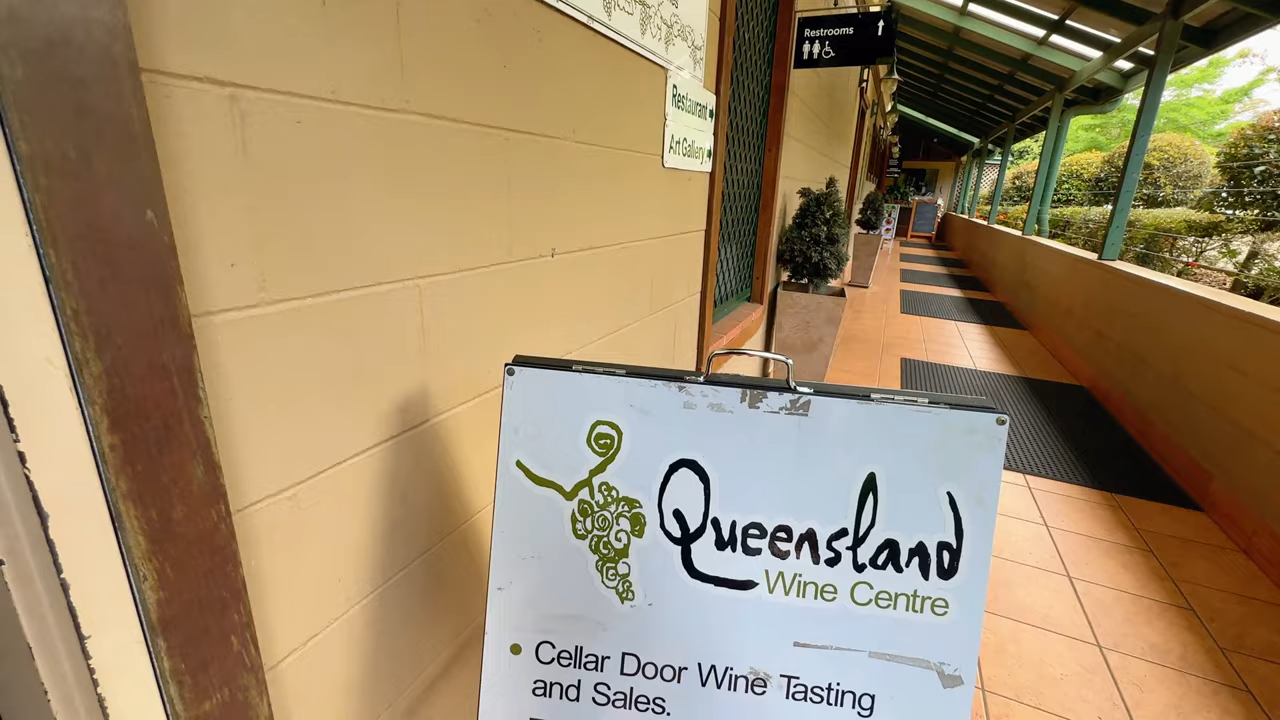 Restrooms
Restaurant
Art Gallery
Queensland
Wine Centre
Cellar Door Wine Tasting
and Sales.